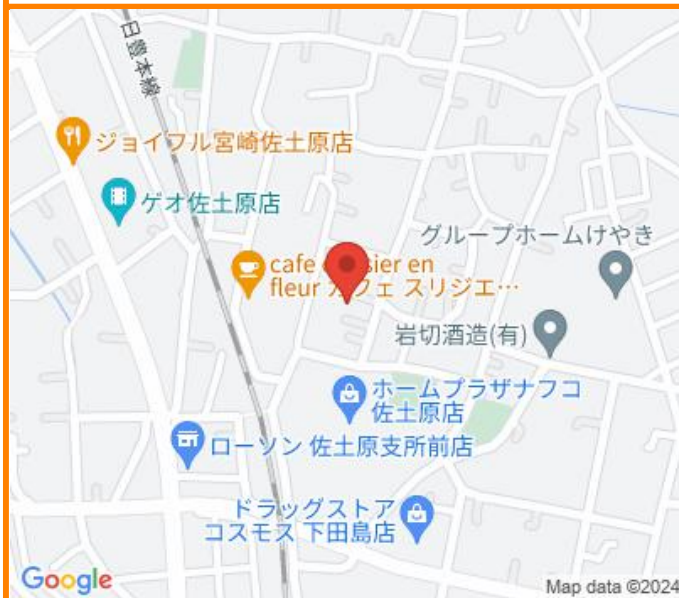 日豊本線
ジョイフル宮崎佐土原店
ゲオ佐土原店
グループホームけやき
cafe
sier en
fleur カフェ スリジエ…
岩切酒造(有)
ホームプラザナフコ
佐土原店
ローソン 佐土原支所前店
ドラッグストア
コスモス 下田島店
Google
Map data ©2024